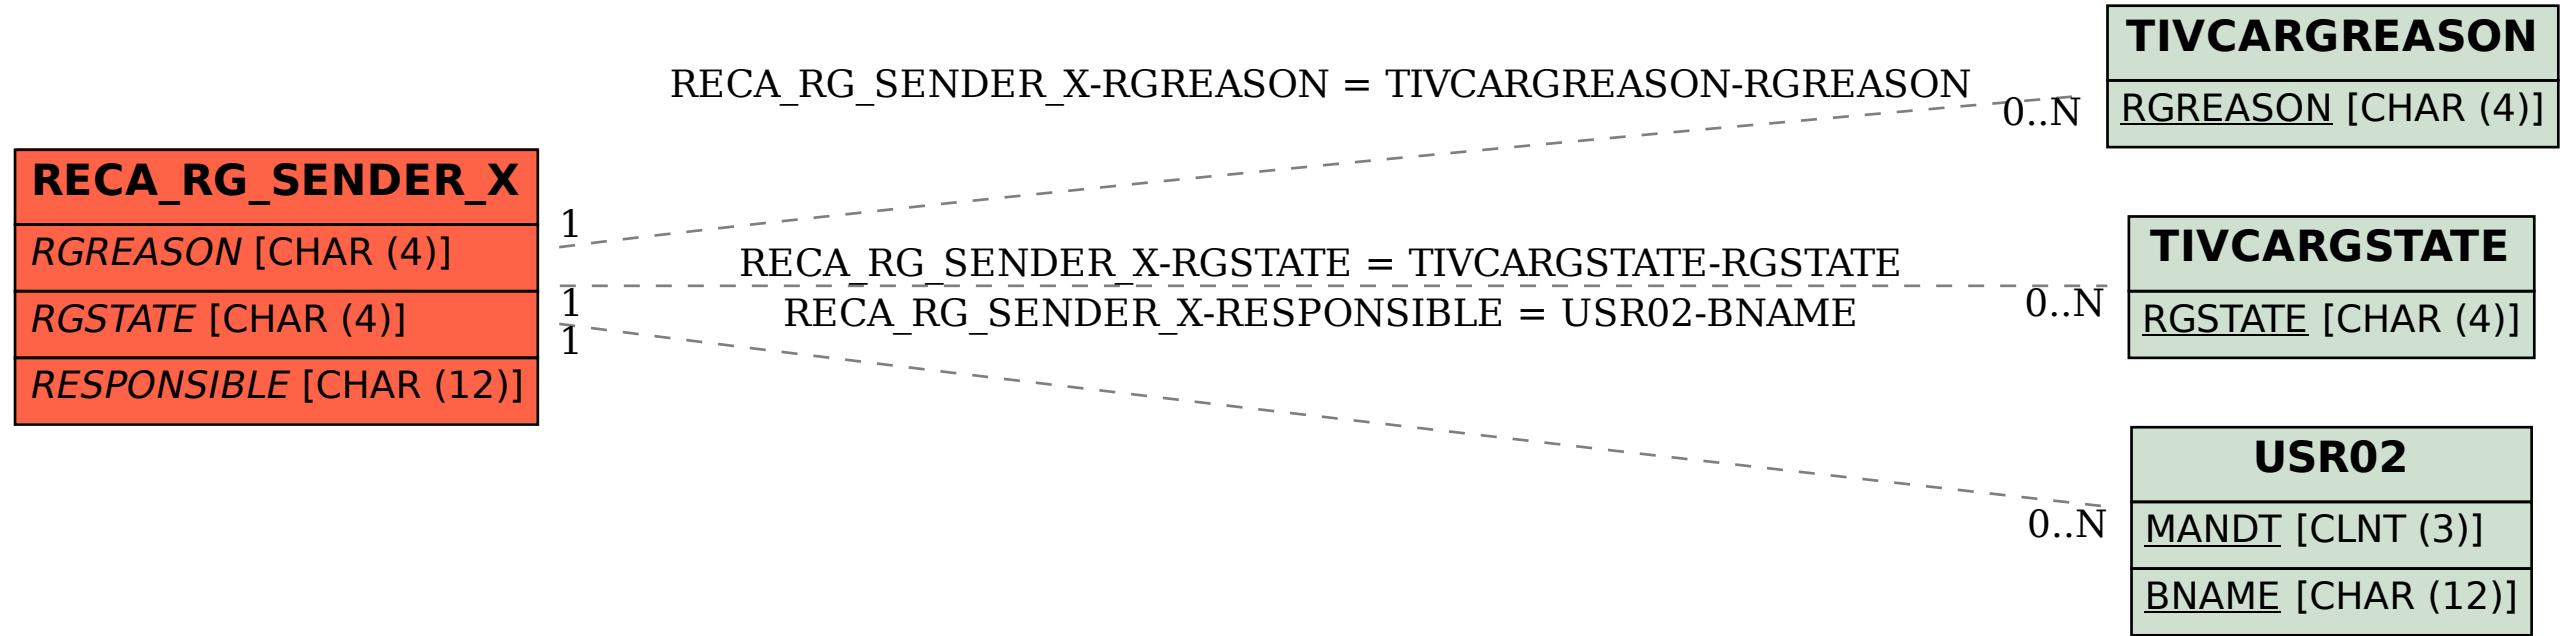 RECA_RG_SENDER_X
RGREASON [CHAR (4)]
RGSTATE [CHAR (4)]
RESPONSIBLE [CHAR (12)]
RECA_RG_SENDER_X-RGREASON = TIVCARGREASON-RGREASON
1
0..N
RECA_RG_SENDER_X-RGSTATE = TIVCARGSTATE-RGSTATE
1
0..N
RECA_RG_SENDER_X-RESPONSIBLE = USR02-BNAME
1
0..N
TIVCARGREASON
RGREASON [CHAR (4)]
TIVCARGSTATE
RGSTATE [CHAR (4)]
USR02
MANDT [CLNT (3)]
BNAME [CHAR (12)]